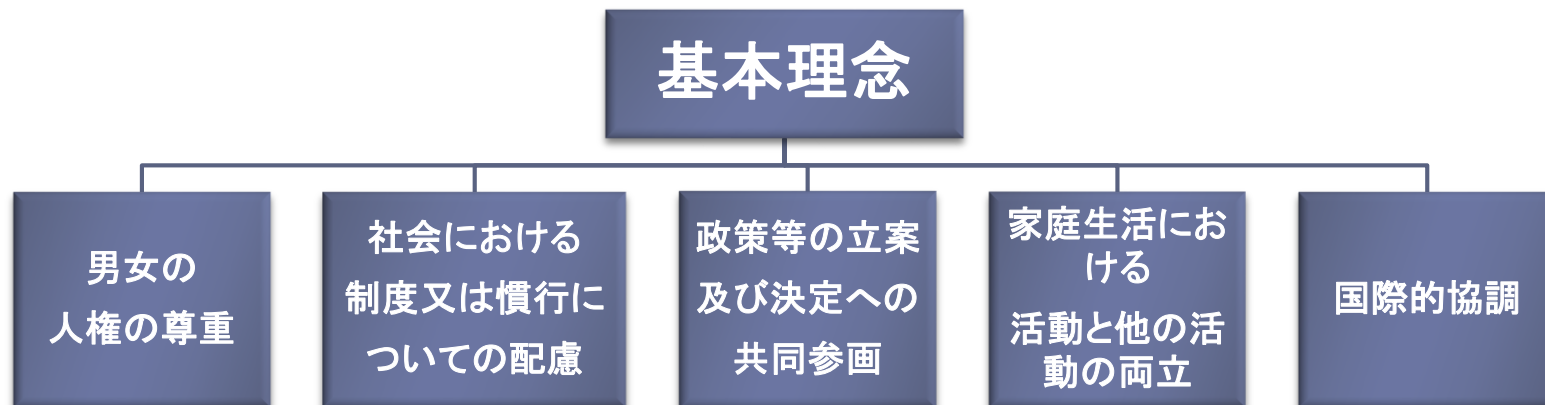 基本理念
男女の
人権の尊重
社会における
制度又は慣行に
ついての配慮
政策等の立案
及び決定への
共同参画
家庭生活にお
ける
活動と他の活
動の両立
国際的協調